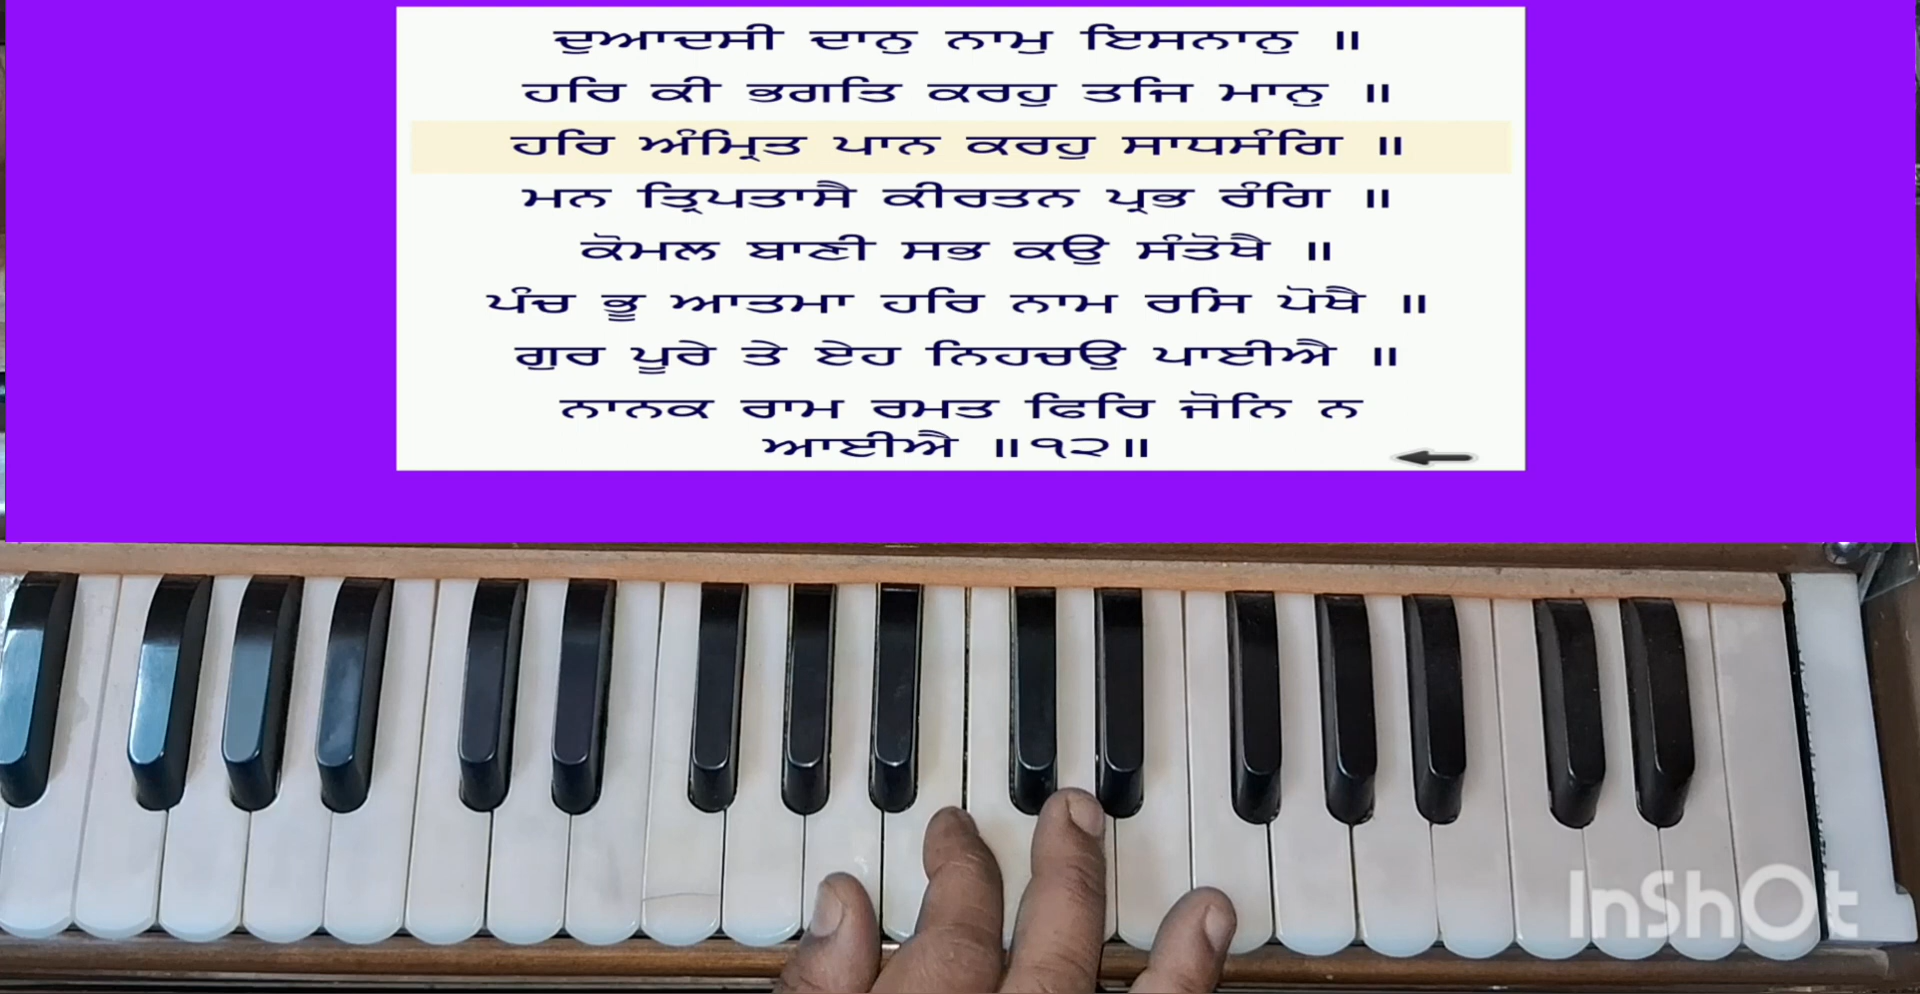 ਦੁਆਦਸੀ ਦਾਨੁ ਨਾਮੁ ਇਸਨਾਨੁ ॥
ਹਰਿ ਕੀ ਭਗਤਿ ਕਰਹੁ ਤਜਿ ਮਾਨੁ ॥
ਹਰਿ ਅੰਮ੍ਰਿਤ ਪਾਨ ਕਰਹੁ ਸਾਧਸੰਗਿ ॥
ਮਨ ਤ੍ਰਿਪਤਾਸੈ ਕੀਰਤਨ ਪ੍ਰਭ ਰੰਗਿ ॥
ਕੋਮਲ ਬਾਣੀ ਸਭ ਕਉ ਸੰਤੋਖੈ ॥
ਪੰਚ ਭੂ ਆਤਮਾ ਹਰਿ ਨਾਮ ਰਸਿ ਪੋਖੈ ॥
ਗੁਰ ਪੂਰੇ ਤੇ ਏਹ ਨਿਹਚਉ ਪਾਈਐ ॥
ਨਾਨਕ ਰਾਮ ਰਮਤ ਫਿਰਿ ਜੋਨਿ ਨ
ਆਈਐ ॥੧੨॥
InShOt